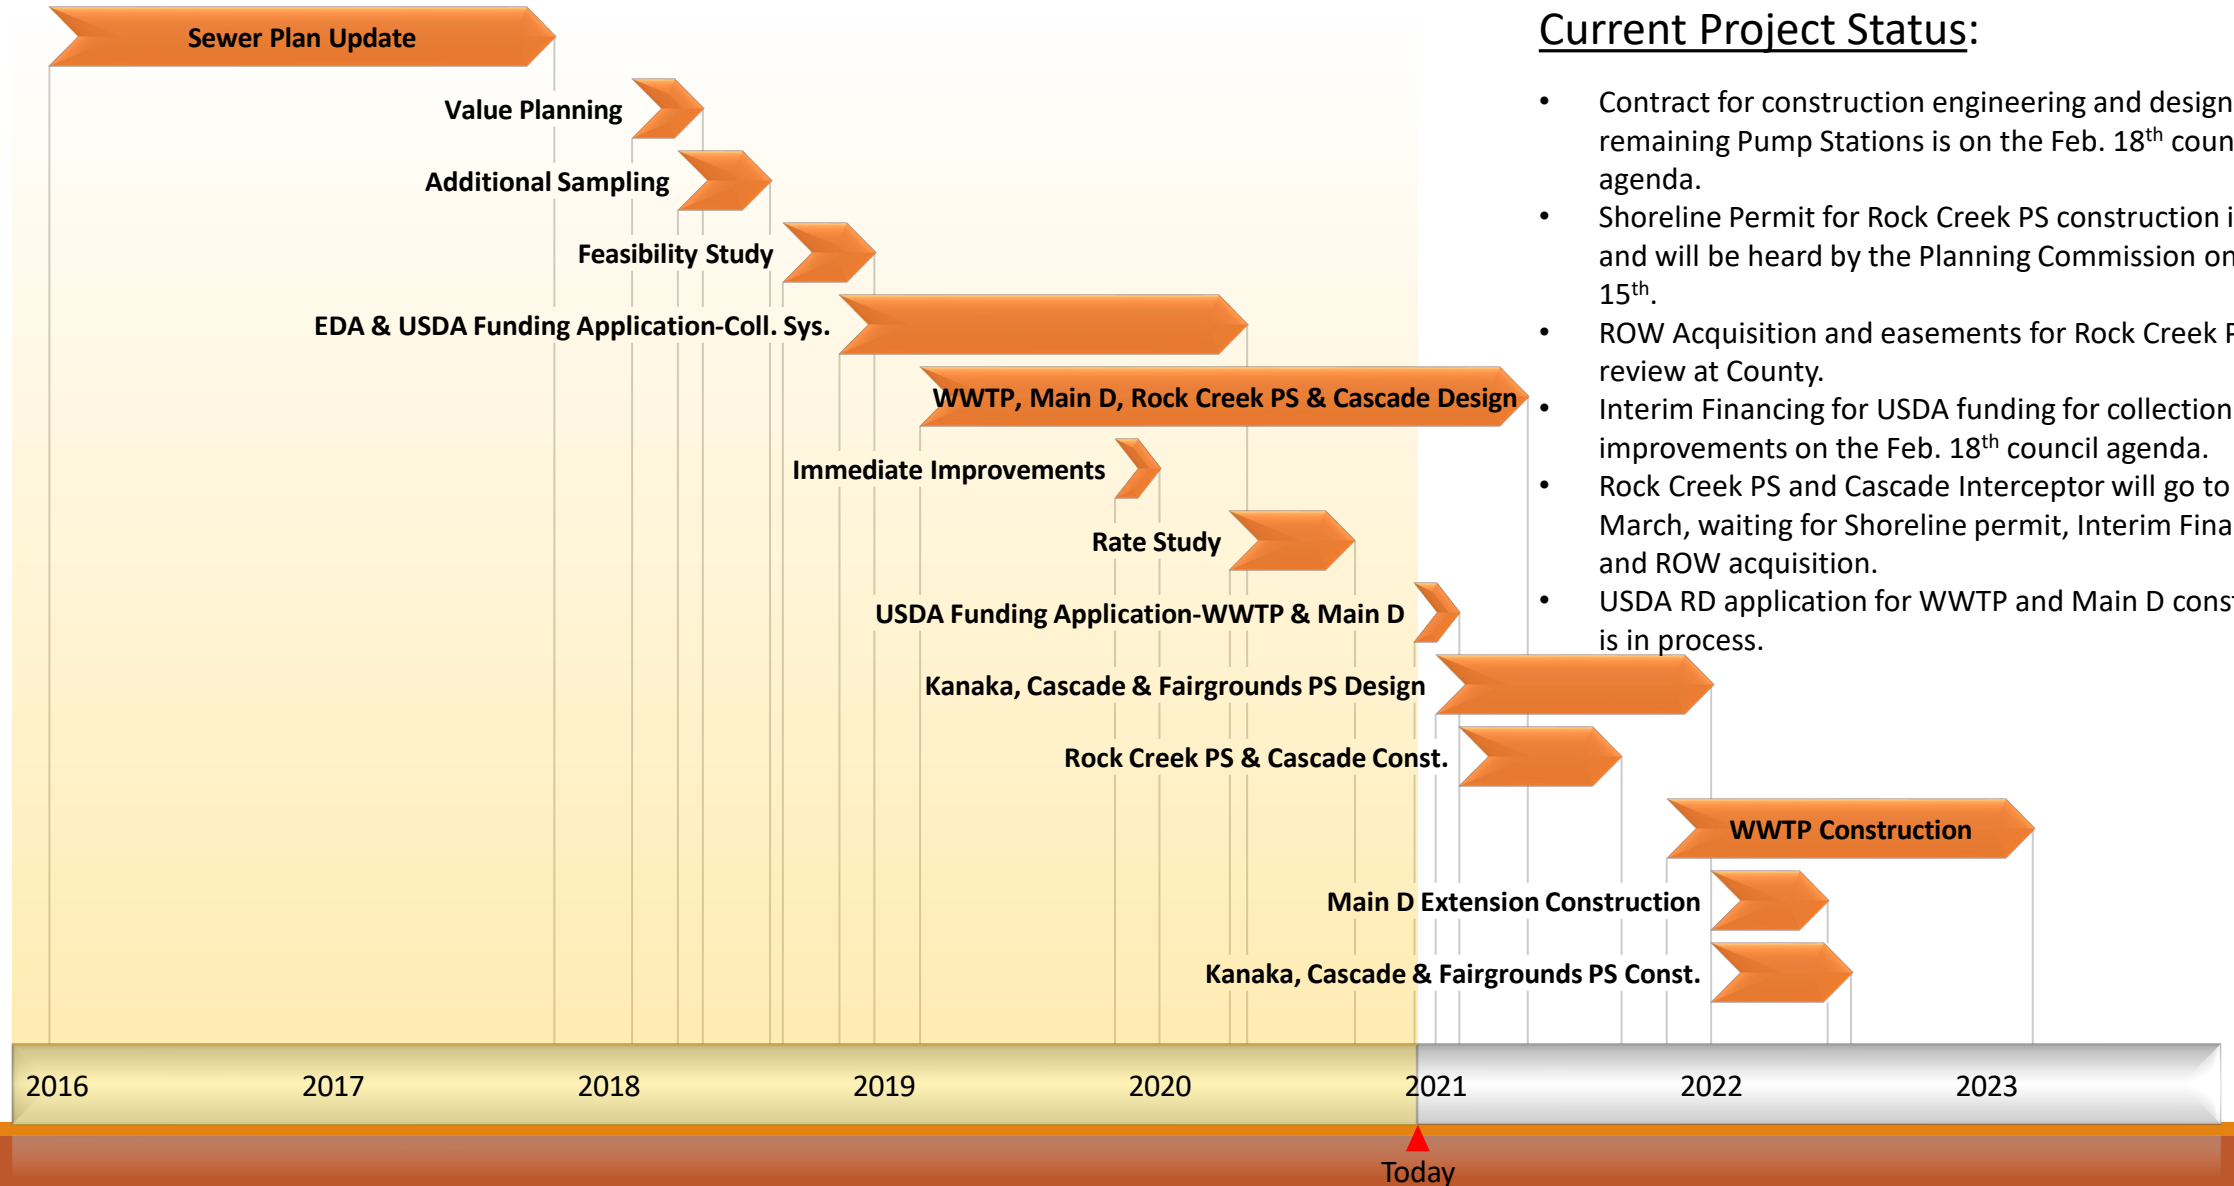 Sewer Plan Update
Value Planning
Additional Sampling
Feasibility Study
EDA & USDA Funding Application-Coll. Sys.
WWTP, Main D, Rock Creek PS & Cascade Design
Immediate Improvements
Rate Study
USDA Funding Application-WWTP & Main D
Kanaka, Cascade & Fairgrounds PS Design
Rock Creek PS & Cascade Const.
WWTP Construction
Main D Extension Construction
Kanaka, Cascade & Fairgrounds PS Const.
Current Project Status:
• Contract for construction engineering and design
remaining Pump Stations is on the Feb. 18th coun
agenda.
• Shoreline Permit for Rock Creek PS construction i
and will be heard by the Planning Commission on
15th.
• ROW Acquisition and easements for Rock Creek P
review at County.
• Interim Financing for USDA funding for collection
improvements on the Feb. 18th council agenda.
• Rock Creek PS and Cascade Interceptor will go to
March, waiting for Shoreline permit, Interim Fina
and ROW acquisition.
• USDA RD application for WWTP and Main D cons
is in process.
2016 2017 2018 2019 2020 2021 2022 2023
Today